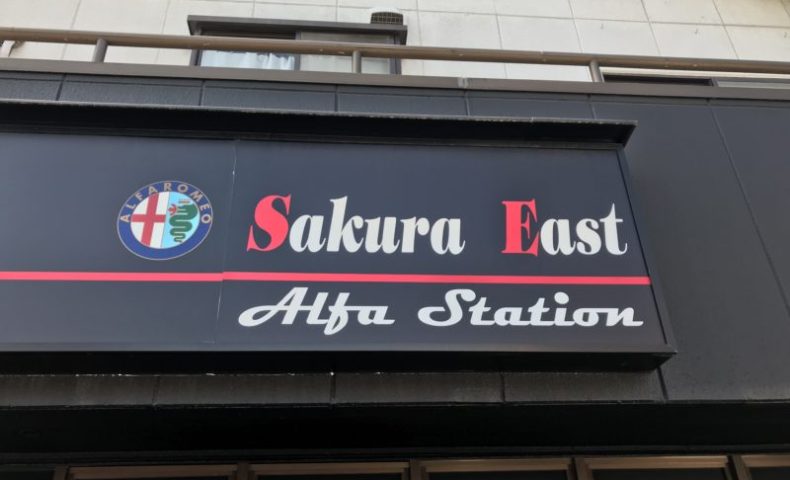 ALFA ROMEO
Sakura East
Alfa Station